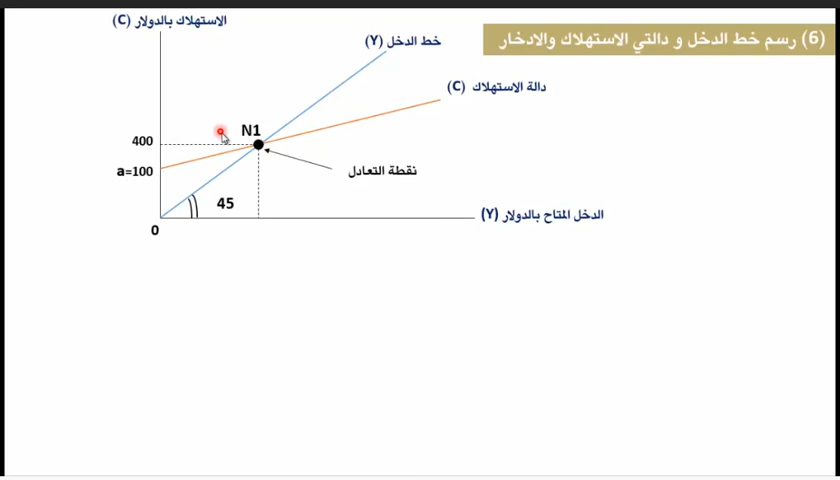 (6) رسم خط الدخل و دالتي الاستهلاك والادخار
الاستهلاك بالدولار (C)
خط الدخل (Y)
دالة الاستهلاك (C)
N1
400
a=100
نقطة التعادل
45
الدخل المتاح بالدولار (Y)
0